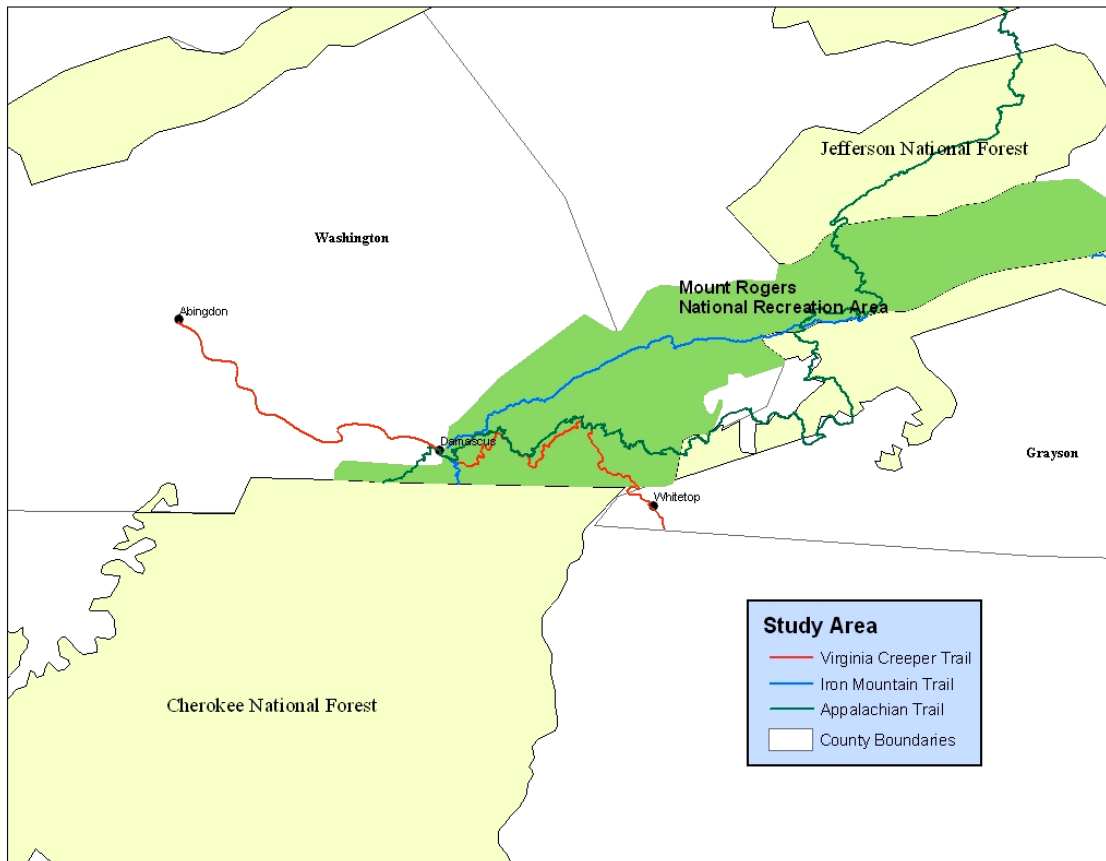 Jefferson National Forest
Washington
Mount Rogers
National Recreation Area
Abingdon
Damascus
Grayson
Whitetop
Study Area
Virginia Creeper Trail
Iron Mountain Trail
Appalachian Trail
County Boundaries
Cherokee National Forest